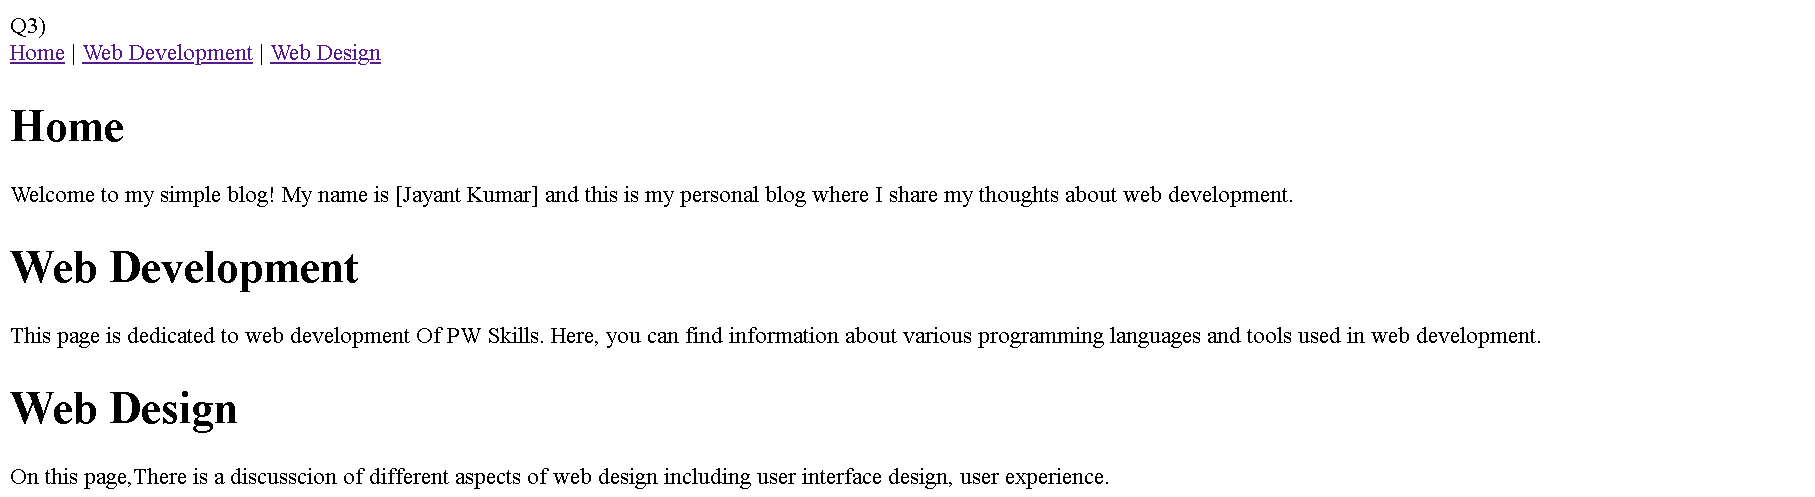 Q3)
Home | Web Development | Web Design
Home
Welcome to my simple blog! My name is [Jayant Kumar] and this is my personal blog where I share my thoughts about web development.
Web Development
This page is dedicated to web development Of PW Skills. Here, you can find information about various programming languages and tools used in web development.
Web Design
On this page,There is a discusscion of different aspects of web design including user interface design, user experience.